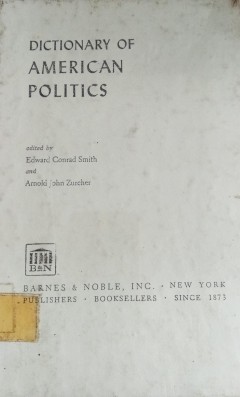 DICTIONARY OF
AMERICAN
POLITICS
edited by
Edward Conrad Smith
and
Arnold John Zurcher
B&N
BARNES & NOBLE, INC. · NEW YORK
PUBLISHERS · BOOKSELLERS · SINCE 1873